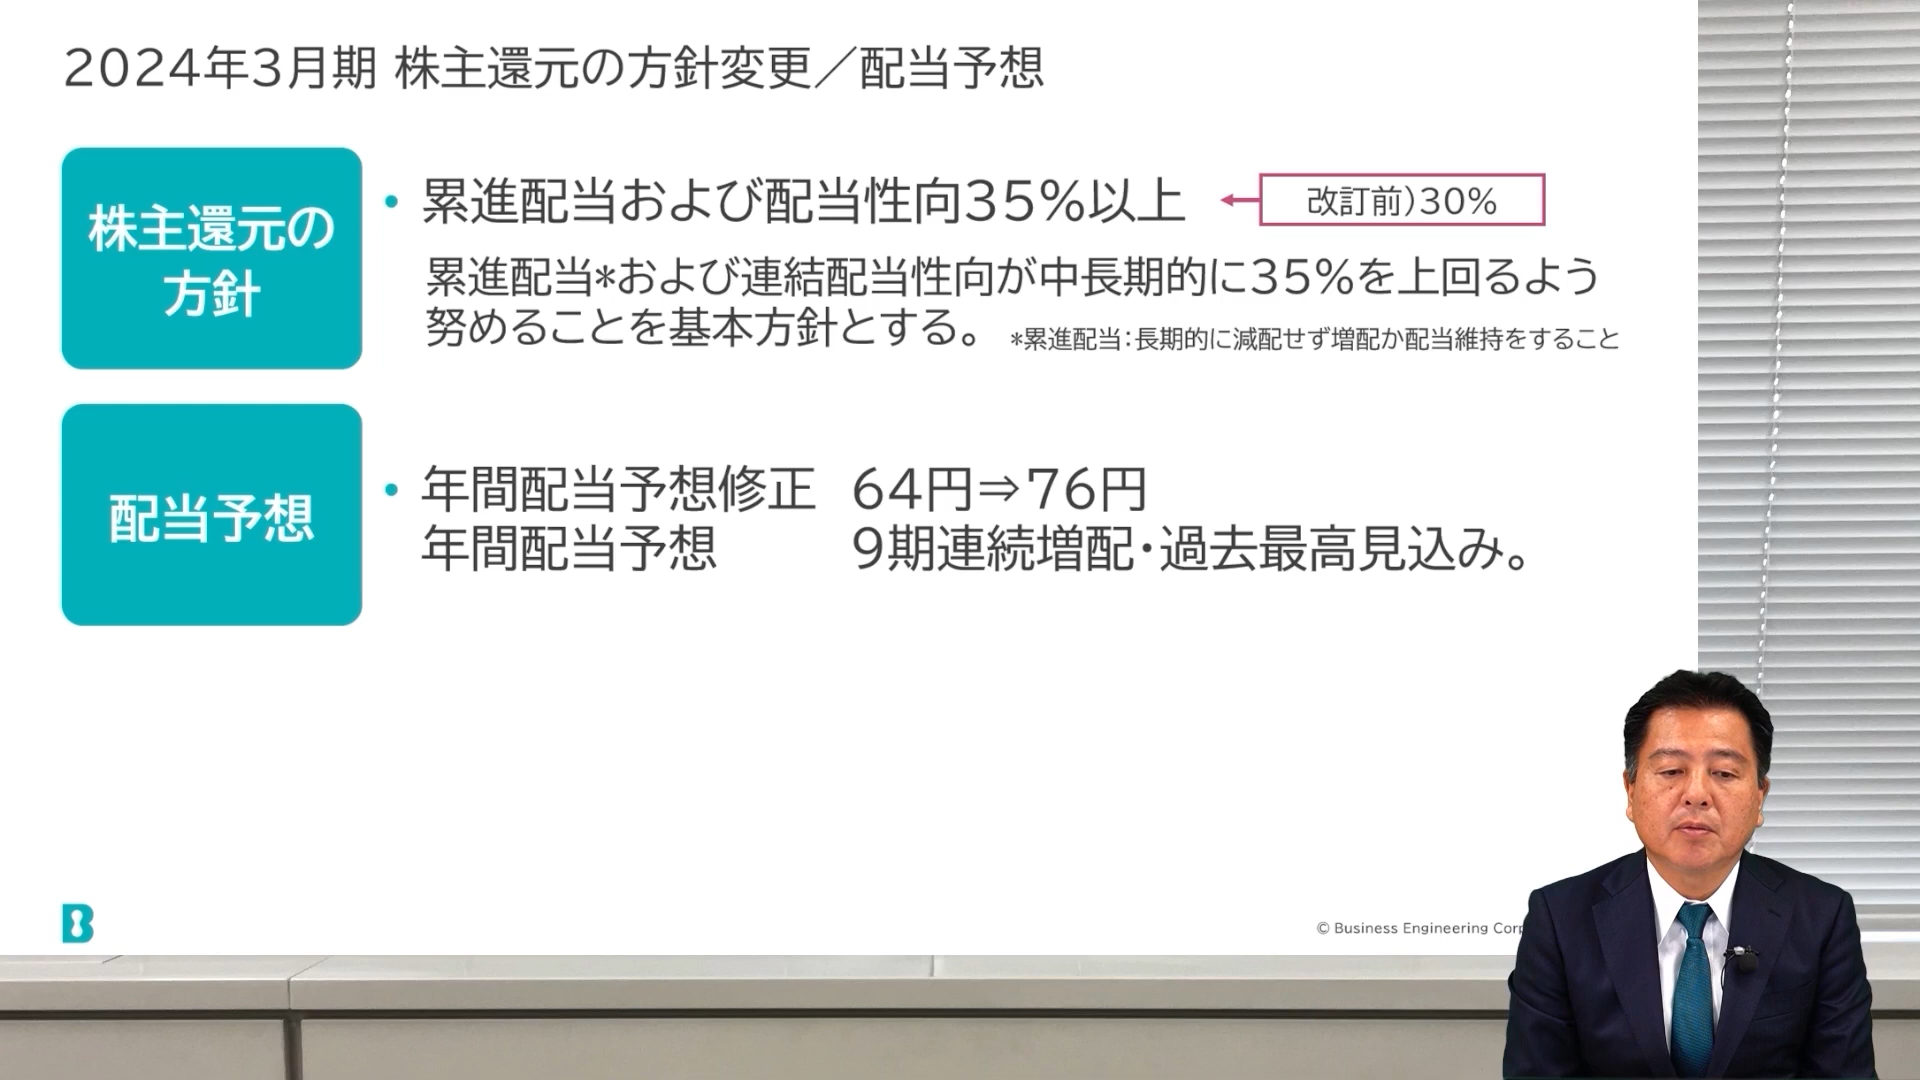 2024年3月期 株主還元の方針変更／配当予想
株主還元の
方針
• 累進配当および配当性向35%以上
改訂前)30%
累進配当*および連結配当性向が中長期的に35%を上回るよう
努めることを基本方針とする。 *累進配当：長期的に減配せず増配か配当維持をすること
配当予想
• 年間配当予想修正 64円⇒76円
年間配当予想 9期連続増配・過去最高見込み。
B
© Business Engineering